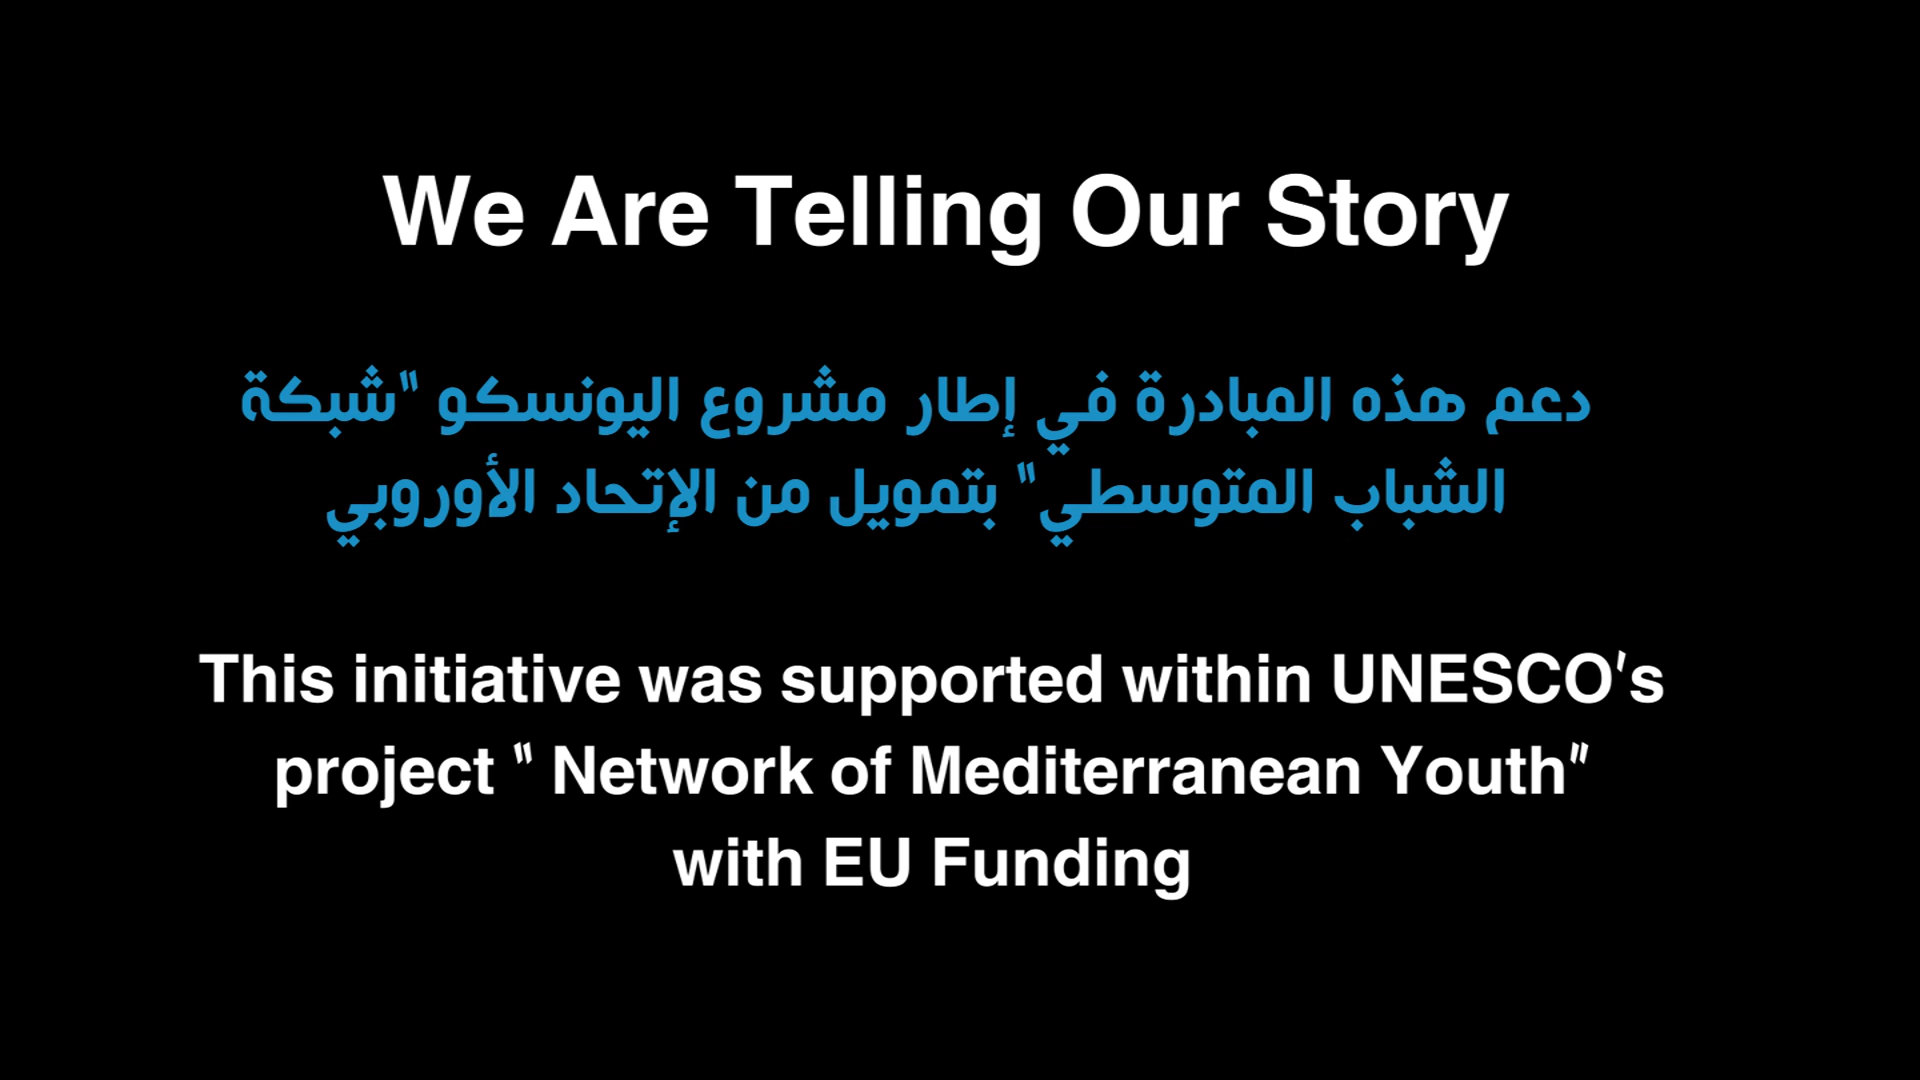 We Are Telling Our Story
دعم هذه المبادرة في إطار مشروع اليونسكو "شبكة
الشباب المتوسطي" بتمويل من الإتحاد الأوروبي
This initiative was supported within UNESCO's
project " Network of Mediterranean Youth"
with EU Funding